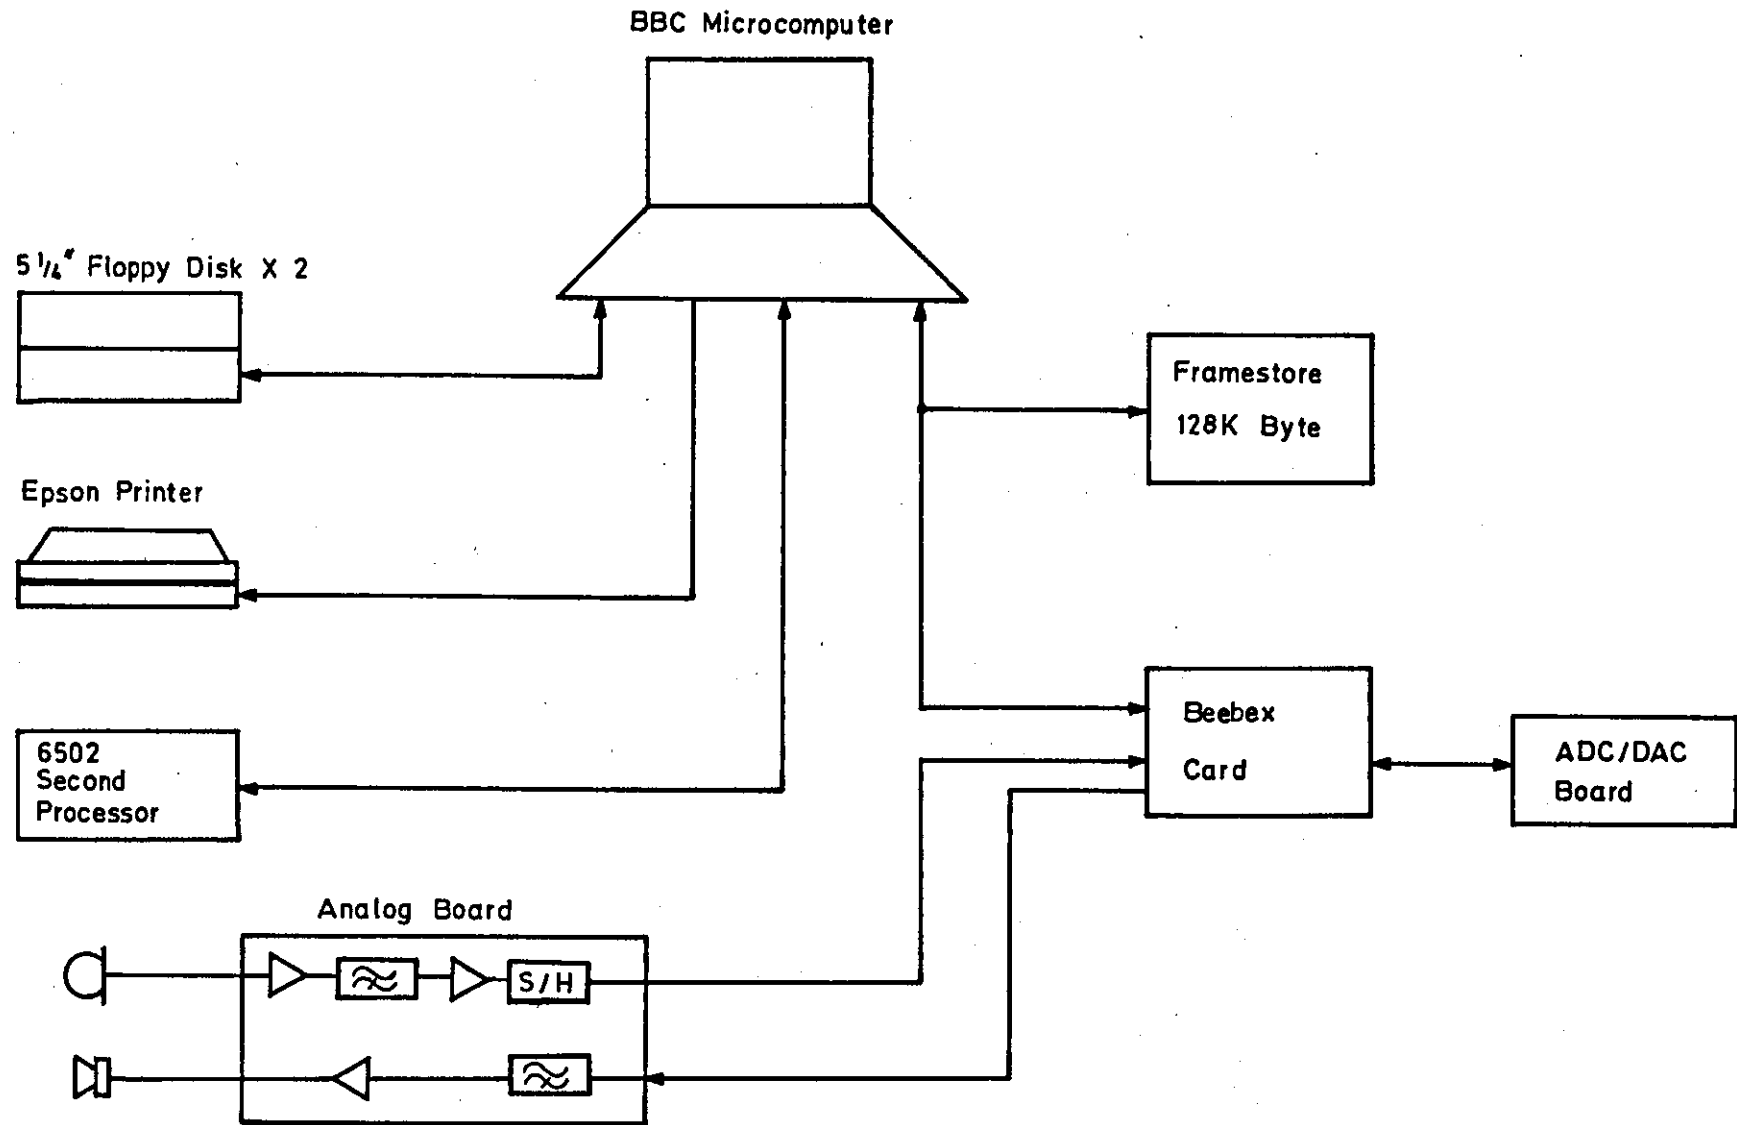 BBC Microcomputer
5 1/4" Floppy Disk X 2
Framestore
128K Byte
Epson Printer
6502
Second
Processor
Beebex
Card
ADC/DAC
Board
Analog Board
S/H